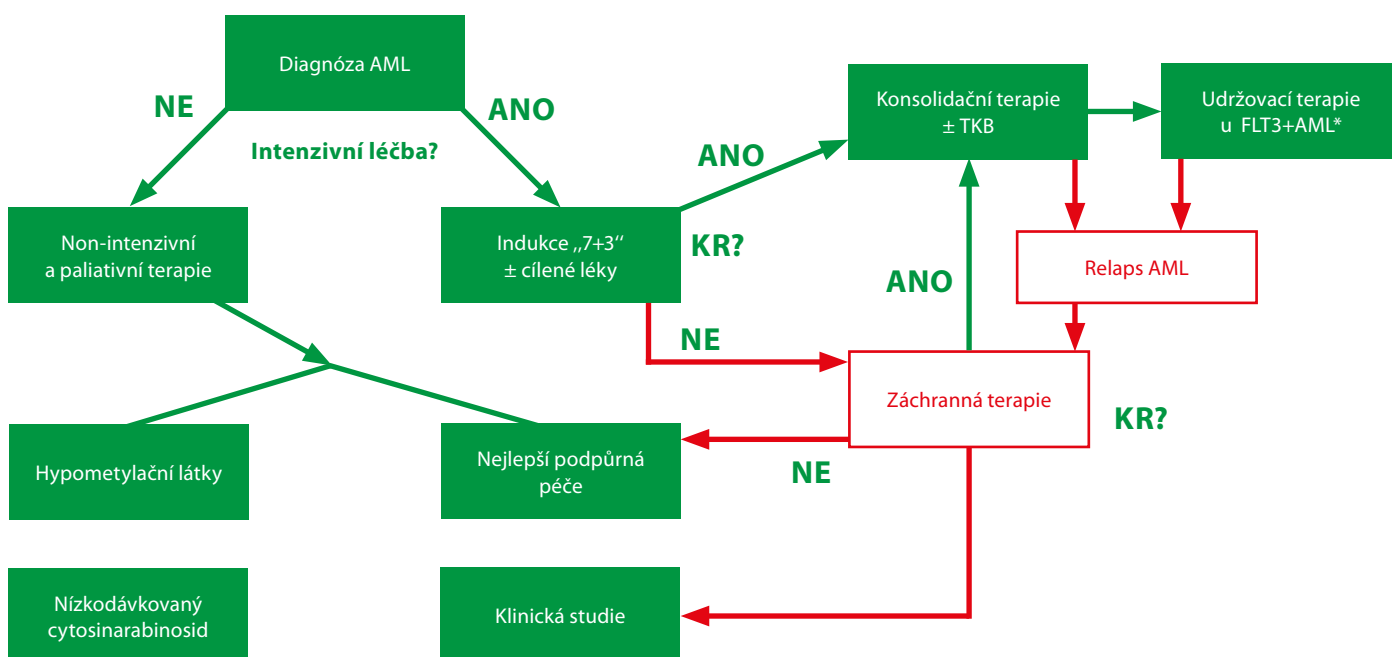 Diagnóza AML
NE
ANO
Intenzivní léčba?
Konsolidační terapie
± TKB
Udržovací terapie
u FLT3+AML*
ANO
Non-intenzivní
a paliativní terapie
Indukce ,,7+3‘‘
± cílené léky
KR?
Relaps AML
ANO
NE
Záchranná terapie
KR?
Hypometylační látky
Nejlepší podpůrná
péče
NE
Nízkodávkovaný
cytosinarabinosid
Klinická studie